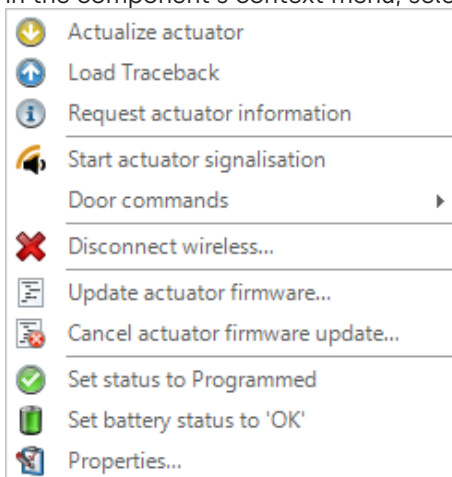 in the component's context menu, sele
Actualize actuator
Load Traceback
Request actuator information
Start actuator signalisation
Door commands
Disconnect wireless...
Update actuator firmware...
Cancel actuator firmware update...
Set status to Programmed
Set battery status to 'OK'
Properties...